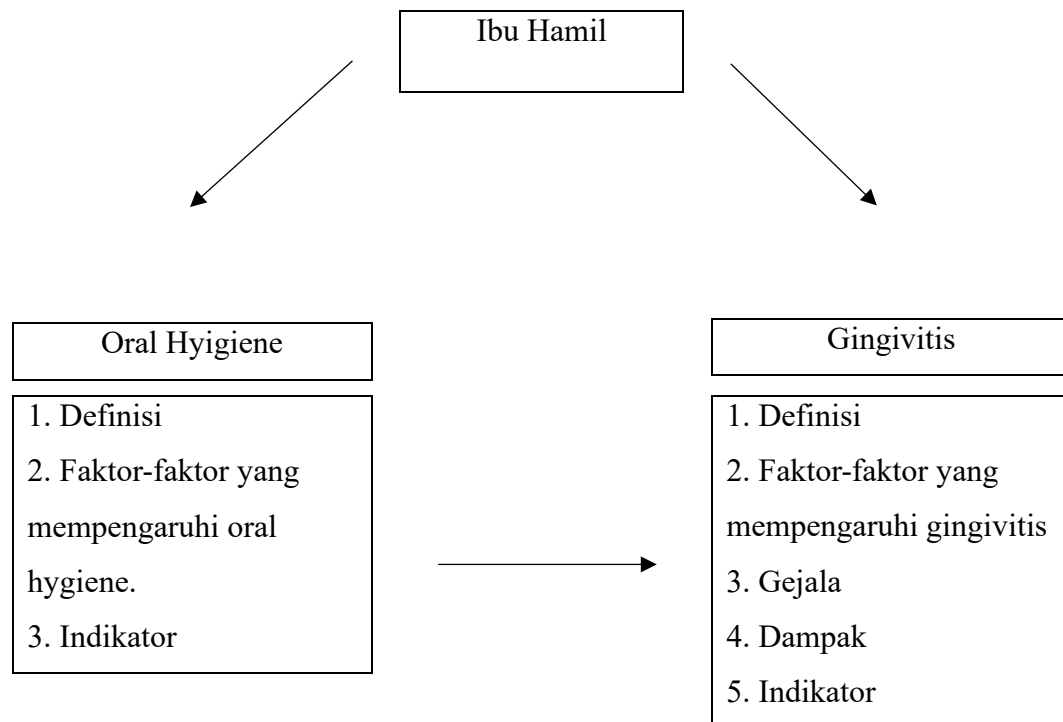 Ibu Hamil
Oral Hyigiene
1. Definisi
2. Faktor-faktor yang
mempengaruhi oral
hygiene.
3. Indikator
Gingivitis
1. Definisi
2. Faktor-faktor yang
mempengaruhi gingivitis
3. Gejala
4. Dampak
5. Indikator